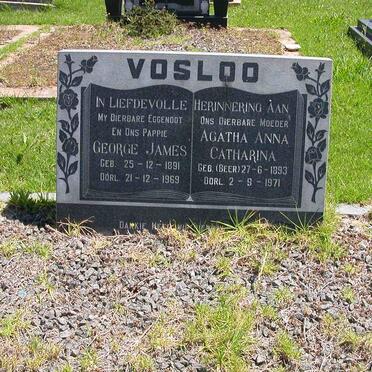 VOSLOO
IN LIEFDEVOLLE HERINNERING AAN
MY DIERBARE EGGENOOT
EN ONS PAPPIE
GEORGE JAMES
GEB. 25-12-1891
OORL. 21-12-1969
ONS DIERBARE MOEDER
AGATHA ANNA
CATHARINA
GEB. (BEER) 27-6-1893
OORL. 2-9-1971
DANKIE